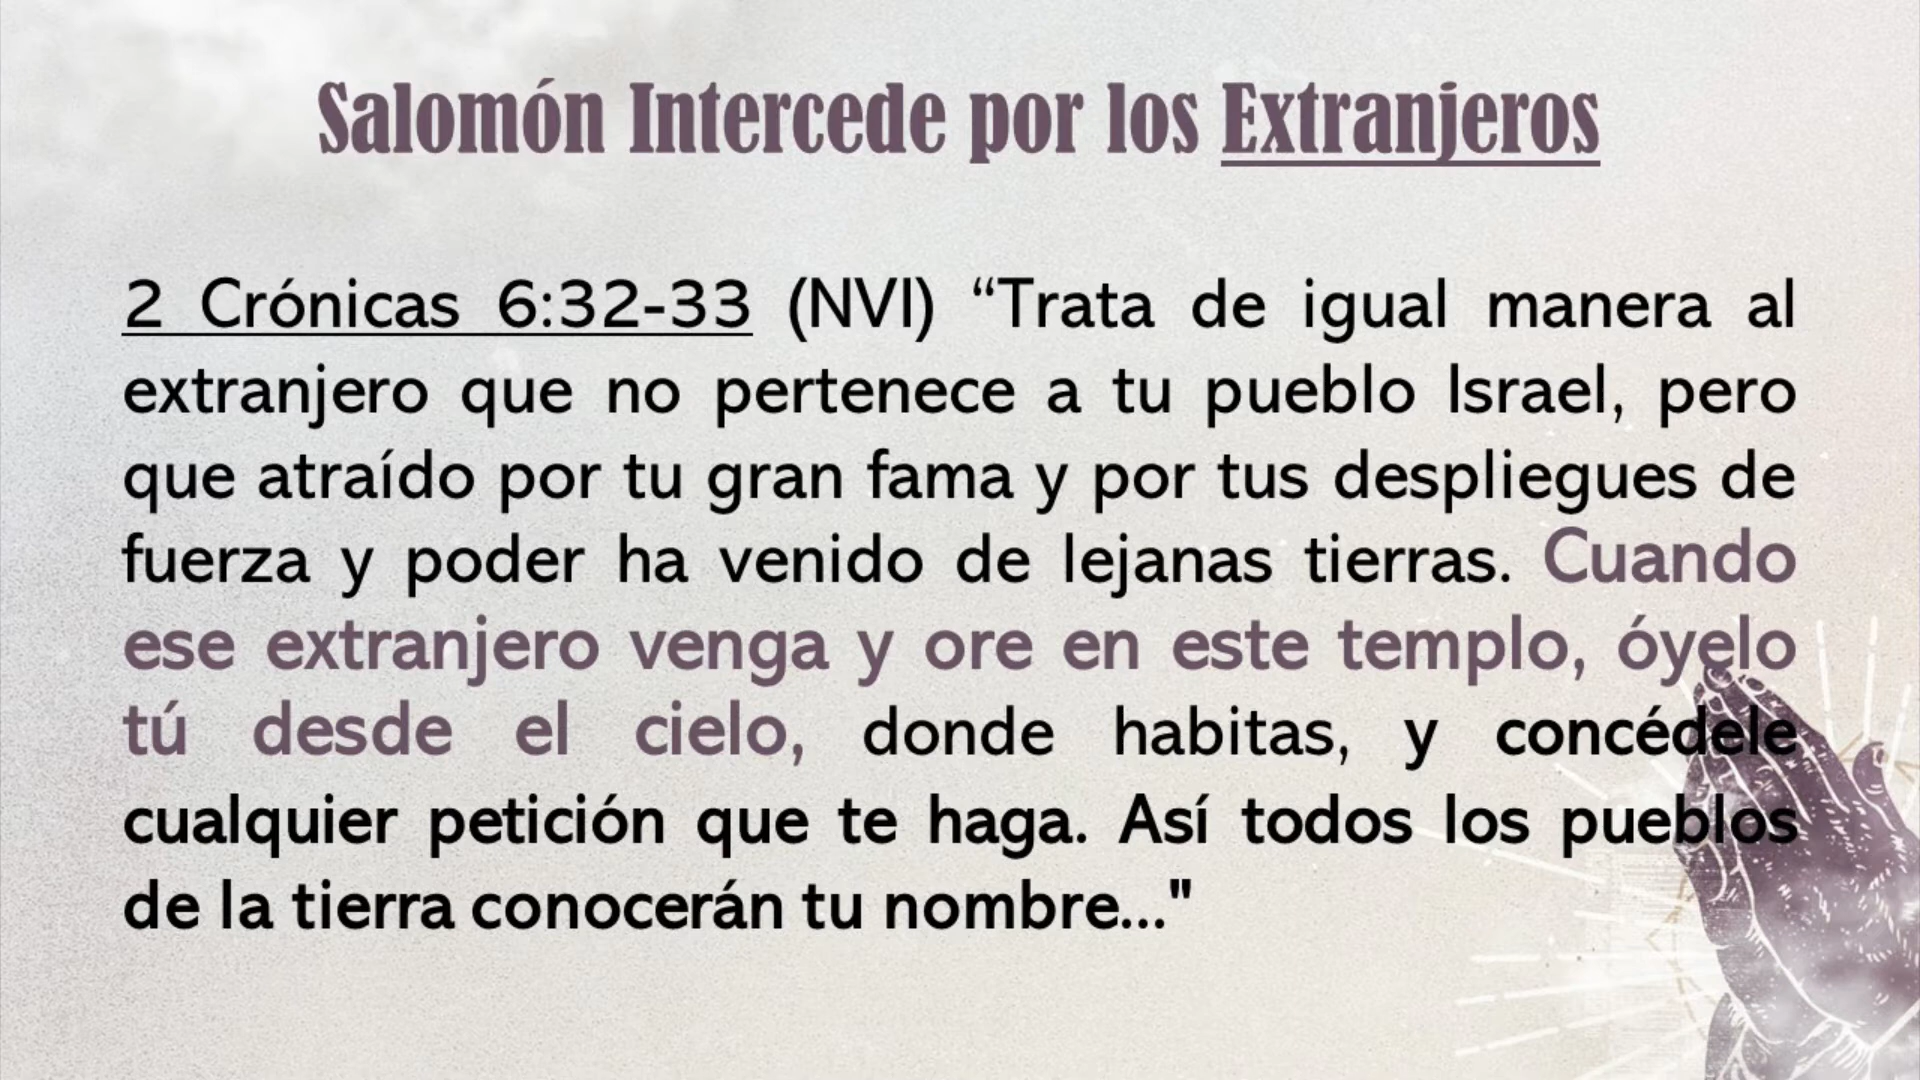 Salomón Intercede por los Extranjeros
2 Crónicas 6:32-33 (NVI) “Trata de igual manera al
extranjero que no pertenece a tu pueblo Israel, pero
que atraído por tu gran fama y por tus despliegues de
fuerza y poder ha venido de lejanas tierras. Cuando
ese extranjero venga y ore en este templo, óyelo
tú desde el cielo, donde habitas, y concédele
cualquier petición que te haga. Así todos los pueblos
de la tierra conocerán tu nombre..."